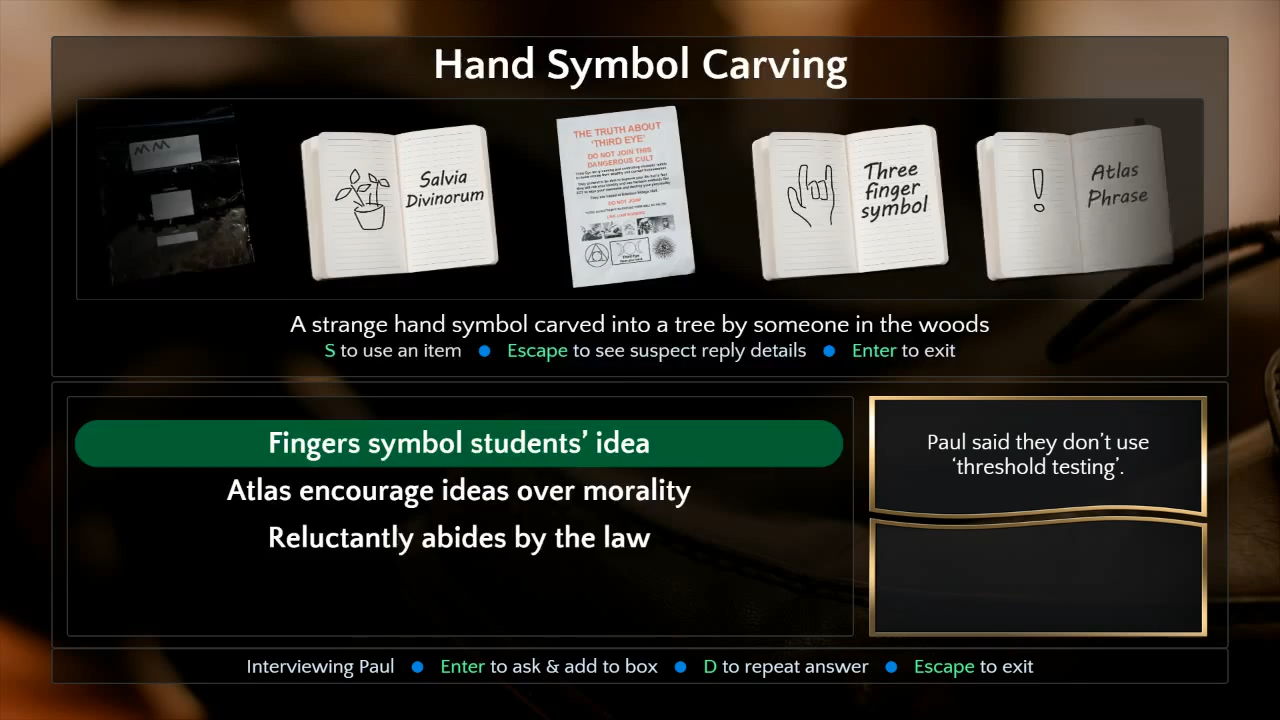 Hand Symbol Carving
MM
Salvia
Divinorum
THE TRUTH ABOUT
‘THIRD EYE’
DO NOT JOIN THIS
DANGEROUS CULT
DO NOT JOIN
Three
finger
symbol
Atlas
Phrase
A strange hand symbol carved into a tree by someone in the woods
S to use an item Escape to see suspect reply details Enter to exit
Fingers symbol students’ idea
Atlas encourage ideas over morality
Reluctantly abides by the law
Paul said they don’t use
‘threshold testing’.
Interviewing Paul Enter to ask & add to box D to repeat answer Escape to exit